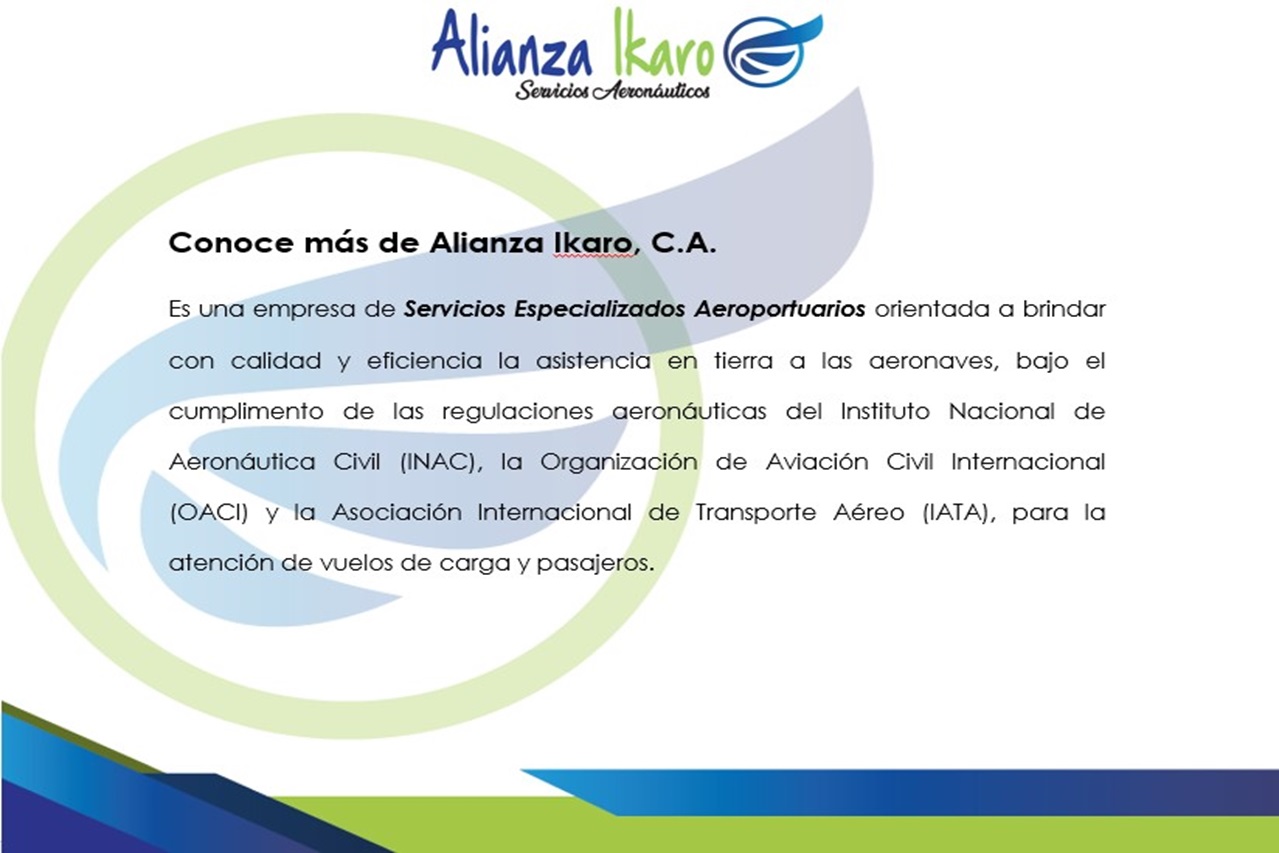 Alianza Ikaro
Servicios Aeronáuticos
Conoce más de Alianza Ikaro, C.A.
Es una empresa de Servicios Especializados Aeroportuarios orientada a brindar
con calidad y eficiencia la asistencia en tierra a las aeronaves, bajo el
cumplimento de las regulaciones aeronáuticas del Instituto Nacional de
Aeronáutica Civil (INAC), la Organización de Aviación Civil Internacional
(OACI) y la Asociación Internacional de Transporte Aéreo (IATA), para la
atención de vuelos de carga y pasajeros.